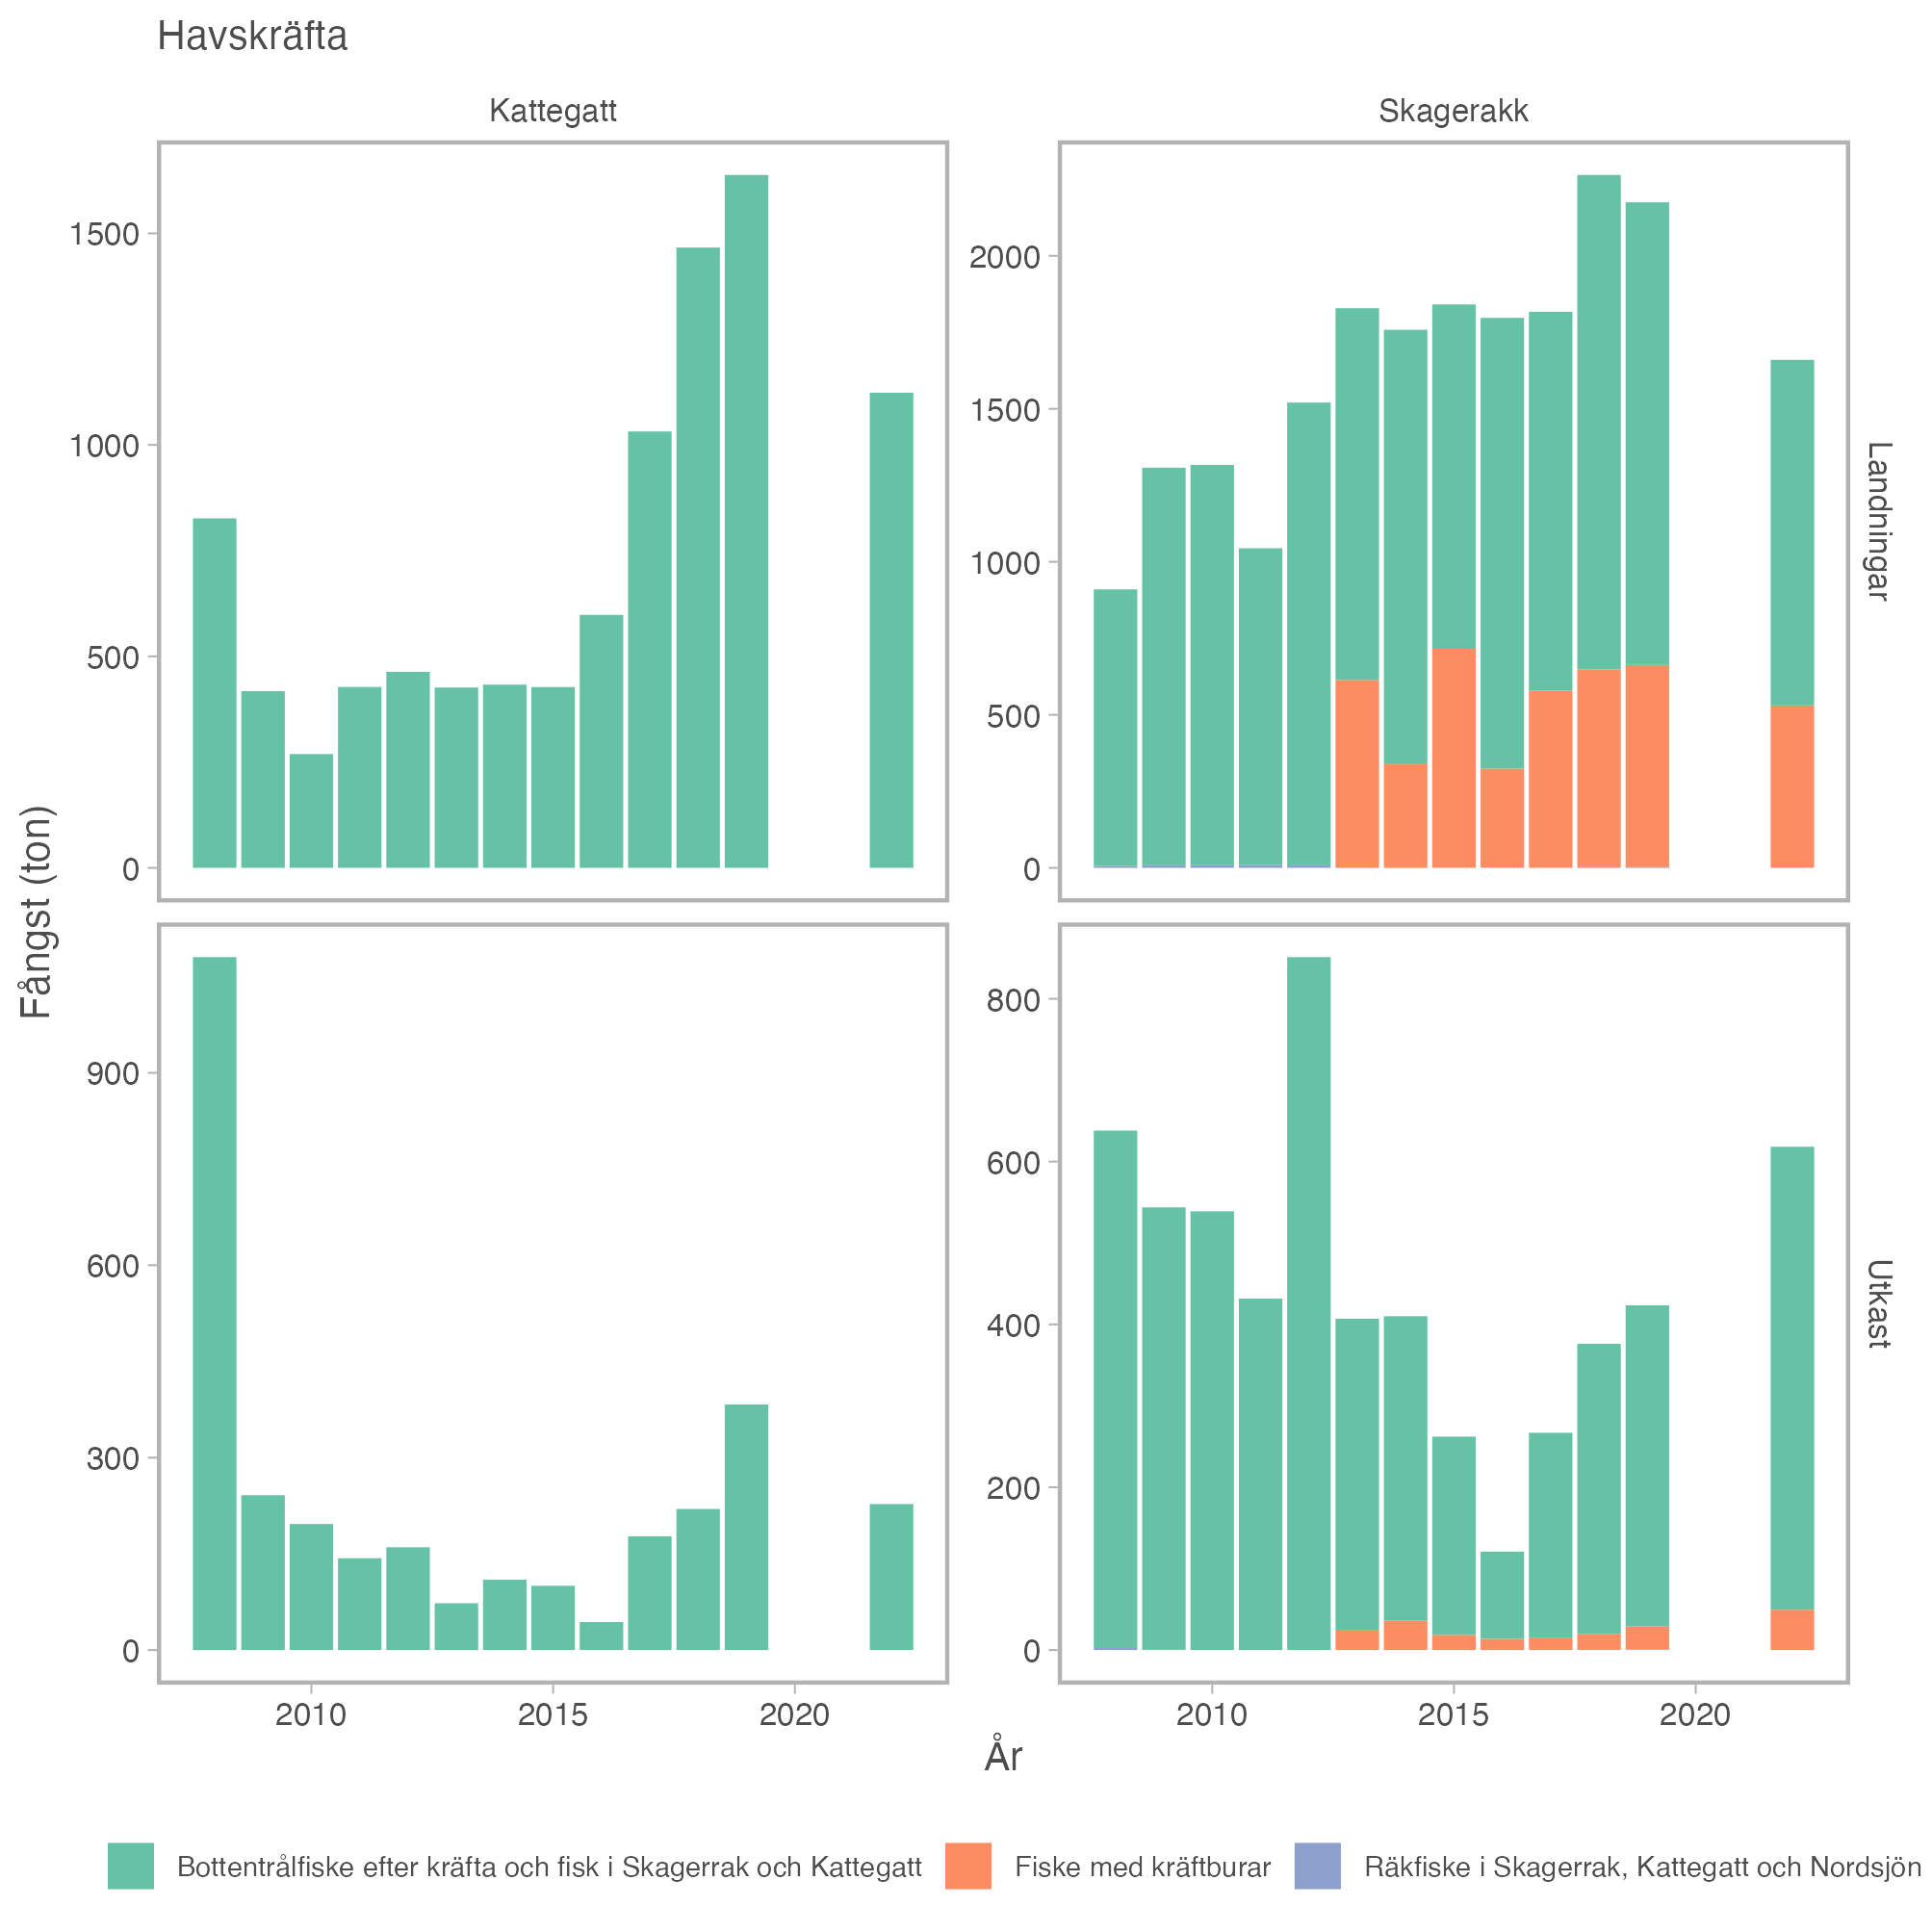 Havskräfta
Kattegatt
Skagerakk
1500
1000
500
0
2000
1500
1000
500
0
Landningar
Fångst (ton)
900
600
300
0
800
600
400
200
0
Utkast
2010
2015
2020
2010
2015
2020
År
Bottentrålfiske efter kräfta och fisk i Skagerrak och Kattegatt
Fiske med kräftburar
Räkfiske i Skagerrak, Kattegatt och Nordsjön